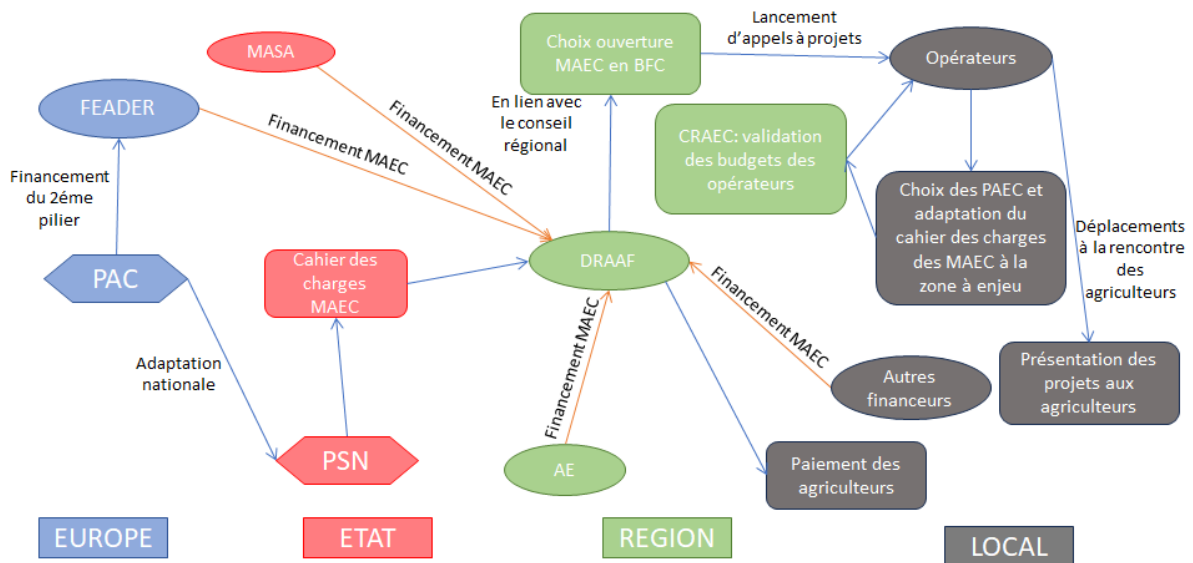 MASA
FEADER
Financement
du 2éme
pilier
PAC
Adaptation
nationale
Financement MAEC
Financement MAEC
Cahier des
charges
MAEC
PSN
Choix ouverture
MAEC en BFC
En lien avec
le conseil
régional
DRAAF
Financement MAEC
AE
Lancement
d'appels à projets
Opérateurs
CRAEC: validation
des budgets des
opérateurs
Choix des PAEC et
adaptation du
cahier des charges
des MAEC à la
zone à enjeu
Déplacements
à la rencontre
des
agriculteurs
Financement MAEC
Autres
financeurs
Présentation des
projets aux
agriculteurs
Paiement des
agriculteurs
EUROPE
ETAT
REGION
LOCAL